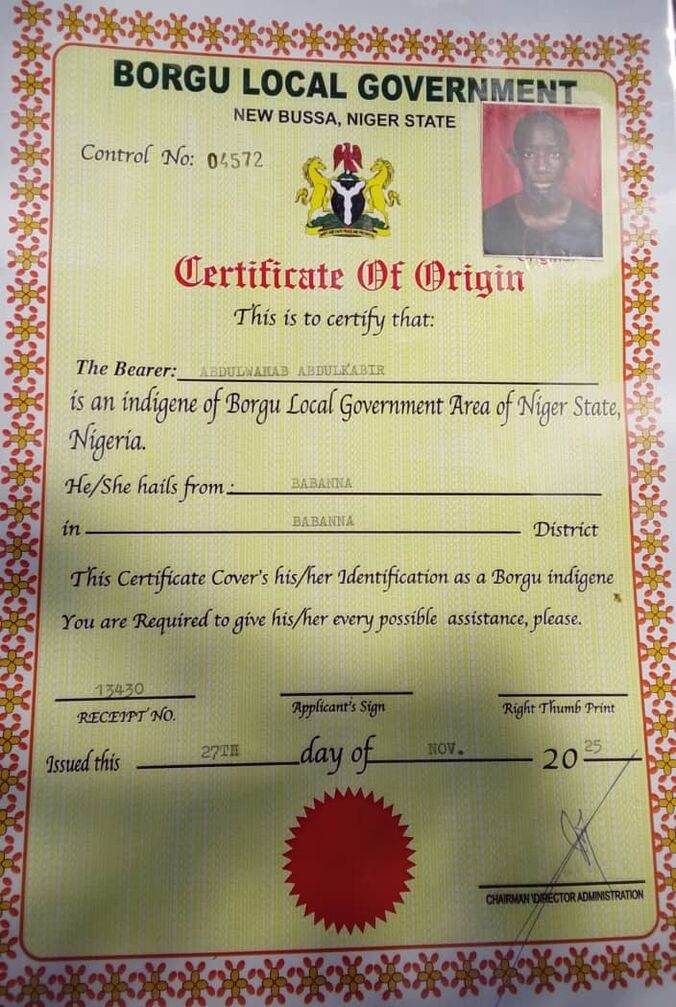 BORGU LOCAL GOVERNMENT
NEW BUSSA, NIGER STATE
Control No: 04572
Certificate Of Origin
This is to certify that:
The Bearer: ABDULWAHAB ABDULKABIR
is an indigene of Borgu Local Government Area of Niger State,
Nigeria.
He/She hails from : BABANNA
in BABANNA District
This Certificate Cover's his/her Identification as a Borgu indigene
You are Required to give his/her every possible assistance, please.
13430
RECEIPT NO. Applicant's Sign Right Thumb Print
Issued this 27TH day of NOV. 20 25
CHAIRMAN \DIRECTOR ADMINISTRATION